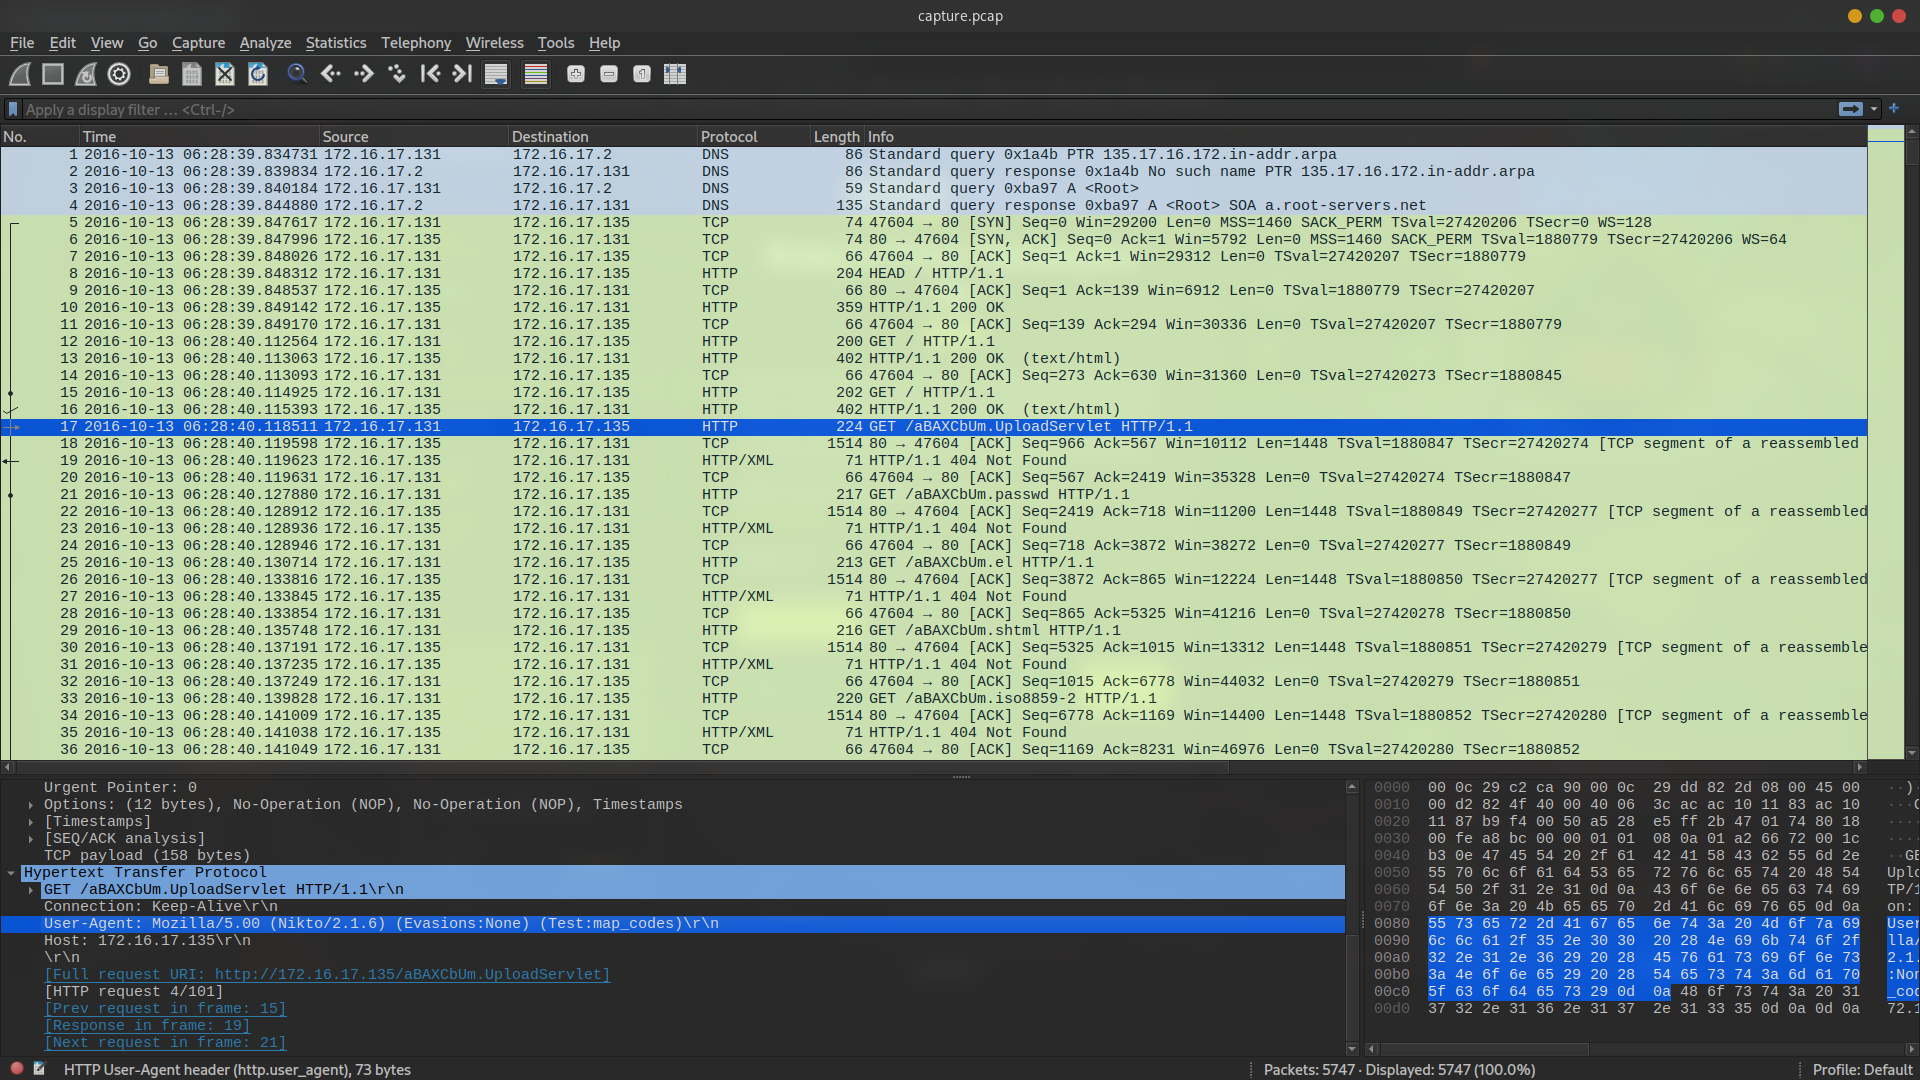 capture.pcap
File Edit View Go Capture Analyze Statistics Telephony Wireless Tools Help
Apply a display filter … <Ctrl-/>
No. Time Source Destination Protocol Length Info
1 2016-10-13 06:28:39.834731 172.16.17.131 172.16.17.2 DNS 86 Standard query 0x1a4b PTR 135.17.16.172.in-addr.arpa
2 2016-10-13 06:28:39.839834 172.16.17.2 172.16.17.131 DNS 86 Standard query response 0x1a4b No such name PTR 135.17.16.172.in-addr.arpa
3 2016-10-13 06:28:39.840184 172.16.17.131 172.16.17.2 DNS 59 Standard query 0xba97 A <Root>
4 2016-10-13 06:28:39.844880 172.16.17.2 172.16.17.131 DNS 135 Standard query response 0xba97 A <Root> SOA a.root-servers.net
5 2016-10-13 06:28:39.847617 172.16.17.131 172.16.17.135 TCP 74 47604 → 80 [SYN] Seq=0 Win=29200 Len=0 MSS=1460 SACK_PERM TSval=27420206 TSecr=0 WS=128
6 2016-10-13 06:28:39.847996 172.16.17.135 172.16.17.131 TCP 74 80 → 47604 [SYN, ACK] Seq=0 Ack=1 Win=5792 Len=0 MSS=1460 SACK_PERM TSval=1880779 TSecr=27420206 WS=64
7 2016-10-13 06:28:39.848026 172.16.17.131 172.16.17.135 TCP 66 47604 → 80 [ACK] Seq=1 Ack=1 Win=29312 Len=0 TSval=27420207 TSecr=1880779
8 2016-10-13 06:28:39.848312 172.16.17.131 172.16.17.135 HTTP 204 HEAD / HTTP/1.1
9 2016-10-13 06:28:39.848537 172.16.17.135 172.16.17.131 TCP 66 80 → 47604 [ACK] Seq=1 Ack=139 Win=6912 Len=0 TSval=1880779 TSecr=27420207
10 2016-10-13 06:28:39.849142 172.16.17.135 172.16.17.131 HTTP 359 HTTP/1.1 200 OK
11 2016-10-13 06:28:39.849170 172.16.17.131 172.16.17.135 TCP 66 47604 → 80 [ACK] Seq=139 Ack=294 Win=30336 Len=0 TSval=27420207 TSecr=1880779
12 2016-10-13 06:28:40.112564 172.16.17.131 172.16.17.135 HTTP 200 GET / HTTP/1.1
13 2016-10-13 06:28:40.113063 172.16.17.135 172.16.17.131 HTTP 402 HTTP/1.1 200 OK (text/html)
14 2016-10-13 06:28:40.113093 172.16.17.131 172.16.17.135 TCP 66 47604 → 80 [ACK] Seq=273 Ack=630 Win=31360 Len=0 TSval=27420273 TSecr=1880845
15 2016-10-13 06:28:40.114925 172.16.17.131 172.16.17.135 HTTP 202 GET / HTTP/1.1
16 2016-10-13 06:28:40.115393 172.16.17.135 172.16.17.131 HTTP 402 HTTP/1.1 200 OK (text/html)
17 2016-10-13 06:28:40.118511 172.16.17.131 172.16.17.135 HTTP 224 GET /aBAXCbUm.UploadServlet HTTP/1.1
18 2016-10-13 06:28:40.119598 172.16.17.135 172.16.17.131 TCP 1514 80 → 47604 [ACK] Seq=966 Ack=567 Win=10112 Len=1448 TSval=1880847 TSecr=27420274 [TCP segment of a reassembled
19 2016-10-13 06:28:40.119623 172.16.17.135 172.16.17.131 HTTP/XML 71 HTTP/1.1 404 Not Found
20 2016-10-13 06:28:40.119631 172.16.17.131 172.16.17.135 TCP 66 47604 → 80 [ACK] Seq=567 Ack=2419 Win=35328 Len=0 TSval=27420274 TSecr=1880847
21 2016-10-13 06:28:40.127880 172.16.17.131 172.16.17.135 HTTP 217 GET /aBAXCbUm.passwd HTTP/1.1
22 2016-10-13 06:28:40.128912 172.16.17.135 172.16.17.131 TCP 1514 80 → 47604 [ACK] Seq=2419 Ack=718 Win=11200 Len=1448 TSval=1880849 TSecr=27420277 [TCP segment of a reassembled
23 2016-10-13 06:28:40.128936 172.16.17.135 172.16.17.131 HTTP/XML 71 HTTP/1.1 404 Not Found
24 2016-10-13 06:28:40.128946 172.16.17.131 172.16.17.135 TCP 66 47604 → 80 [ACK] Seq=718 Ack=3872 Win=38272 Len=0 TSval=27420277 TSecr=1880849
25 2016-10-13 06:28:40.130714 172.16.17.131 172.16.17.135 HTTP 213 GET /aBAXCbUm.el HTTP/1.1
26 2016-10-13 06:28:40.133816 172.16.17.135 172.16.17.131 TCP 1514 80 → 47604 [ACK] Seq=3872 Ack=865 Win=12224 Len=1448 TSval=1880850 TSecr=27420277 [TCP segment of a reassembled
27 2016-10-13 06:28:40.133845 172.16.17.135 172.16.17.131 HTTP/XML 71 HTTP/1.1 404 Not Found
28 2016-10-13 06:28:40.133854 172.16.17.131 172.16.17.135 TCP 66 47604 → 80 [ACK] Seq=865 Ack=5325 Win=41216 Len=0 TSval=27420278 TSecr=1880850
29 2016-10-13 06:28:40.135748 172.16.17.131 172.16.17.135 HTTP 216 GET /aBAXCbUm.shtml HTTP/1.1
30 2016-10-13 06:28:40.137191 172.16.17.135 172.16.17.131 TCP 1514 80 → 47604 [ACK] Seq=5325 Ack=1015 Win=13312 Len=1448 TSval=1880851 TSecr=27420279 [TCP segment of a reassemble
31 2016-10-13 06:28:40.137235 172.16.17.135 172.16.17.131 HTTP/XML 71 HTTP/1.1 404 Not Found
32 2016-10-13 06:28:40.137249 172.16.17.131 172.16.17.135 TCP 66 47604 → 80 [ACK] Seq=1015 Ack=6778 Win=44032 Len=0 TSval=27420279 TSecr=1880851
33 2016-10-13 06:28:40.139828 172.16.17.131 172.16.17.135 HTTP 220 GET /aBAXCbUm.iso8859-2 HTTP/1.1
34 2016-10-13 06:28:40.141009 172.16.17.135 172.16.17.131 TCP 1514 80 → 47604 [ACK] Seq=6778 Ack=1169 Win=14400 Len=1448 TSval=1880852 TSecr=27420280 [TCP segment of a reassemble
35 2016-10-13 06:28:40.141038 172.16.17.135 172.16.17.131 HTTP/XML 71 HTTP/1.1 404 Not Found
36 2016-10-13 06:28:40.141049 172.16.17.131 172.16.17.135 TCP 66 47604 → 80 [ACK] Seq=1169 Ack=8231 Win=46976 Len=0 TSval=27420280 TSecr=1880852
Urgent Pointer: 0
Options: (12 bytes), No-Operation (NOP), No-Operation (NOP), Timestamps
[Timestamps]
[SEQ/ACK analysis]
TCP payload (158 bytes)
Hypertext Transfer Protocol
GET /aBAXCbUm.UploadServlet HTTP/1.1\r\n
Connection: Keep-Alive\r\n
User-Agent: Mozilla/5.00 (Nikto/2.1.6) (Evasions:None) (Test:map_codes)\r\n
Host: 172.16.17.135\r\n
\r\n
[Full request URI: http://172.16.17.135/aBAXCbUm.UploadServlet]
[HTTP request 4/101]
[Prev request in frame: 15]
[Response in frame: 19]
[Next request in frame: 21]
0000 00 0c 29 c2 ca 90 00 0c 29 dd 82 2d 08 00 45 00 ··)
0010 00 d2 82 4f 40 00 40 06 3c ac ac 10 11 83 ac 10 ···O
0020 11 87 b9 f4 00 50 a5 28 e5 ff 2b 47 01 74 80 18 ····
0030 00 fe a8 bc 00 00 01 01 08 0a 01 a2 66 72 00 1c ····
0040 b3 0e 47 45 54 20 2f 61 42 41 58 43 62 55 6d 2e ··GE
0050 55 70 6c 6f 61 64 53 65 72 76 6c 65 74 20 48 54 Uplo
0060 54 50 2f 31 2e 31 0d 0a 43 6f 6e 6e 65 63 74 69 TP/1
0070 6f 6e 3a 20 4b 65 65 70 2d 41 6c 69 76 65 0d 0a on:
0080 55 73 65 72 2d 41 67 65 6e 74 3a 20 4d 6f 7a 69 User
0090 6c 6c 61 2f 35 2e 30 30 20 28 4e 69 6b 74 6f 2f lla/
00a0 32 2e 31 2e 36 29 20 28 45 76 61 73 69 6f 6e 73 2.1.
00b0 3a 4e 6f 6e 65 29 20 28 54 65 73 74 3a 6d 61 70 :Non
00c0 5f 63 6f 64 65 73 29 0d 0a 48 6f 73 74 3a 20 31 _cod
00d0 37 32 2e 31 36 2e 31 37 2e 31 33 35 0d 0a 0d 0a 72.1
HTTP User-Agent header (http.user_agent), 73 bytes
Packets: 5747 · Displayed: 5747 (100.0%)
Profile: Default